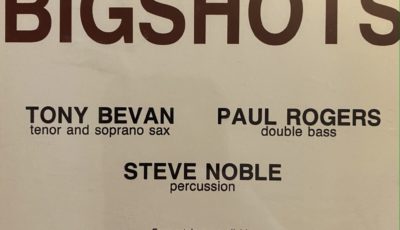 BIGSHOTS
TONY BEVAN PAUL ROGERS
tenor and soprano sax double bass
STEVE NOBLE
percussion